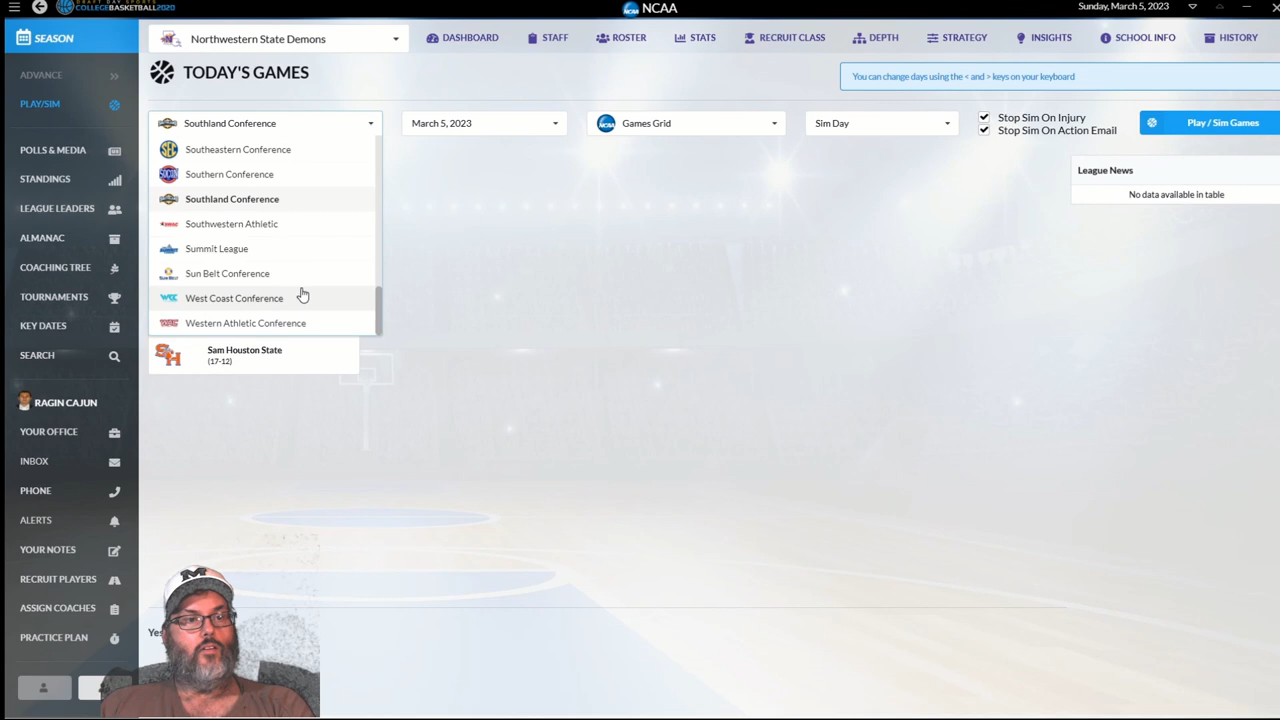 DRAFT DAY SPORTS
COLLEGEBASKETBALL2020
NCAA
Sunday, March 5, 2023
SEASON
Northwestern State Demons
DASHBOARD
STAFF
ROSTER
STATS
RECRUIT CLASS
DEPTH
STRATEGY
INSIGHTS
SCHOOL INFO
HISTORY
ADVANCE
TODAY'S GAMES
You can change days using the < and > keys on your keyboard
PLAY/SIM
Southland Conference
March 5, 2023
Games Grid
Sim Day
Stop Sim On Injury
Stop Sim On Action Email
Play / Sim Games
POLLS & MEDIA
Southeastern Conference
League News
STANDINGS
Southern Conference
No data available in table
LEAGUE LEADERS
Southland Conference
ALMANAC
Southwestern Athletic
COACHING TREE
Summit League
Sun Belt Conference
TOURNAMENTS
West Coast Conference
KEY DATES
Western Athletic Conference
SEARCH
Sam Houston State
(17-12)
RAGIN CAJUN
YOUR OFFICE
INBOX
PHONE
ALERTS
YOUR NOTES
RECRUIT PLAYERS
ASSIGN COACHES
PRACTICE PLAN